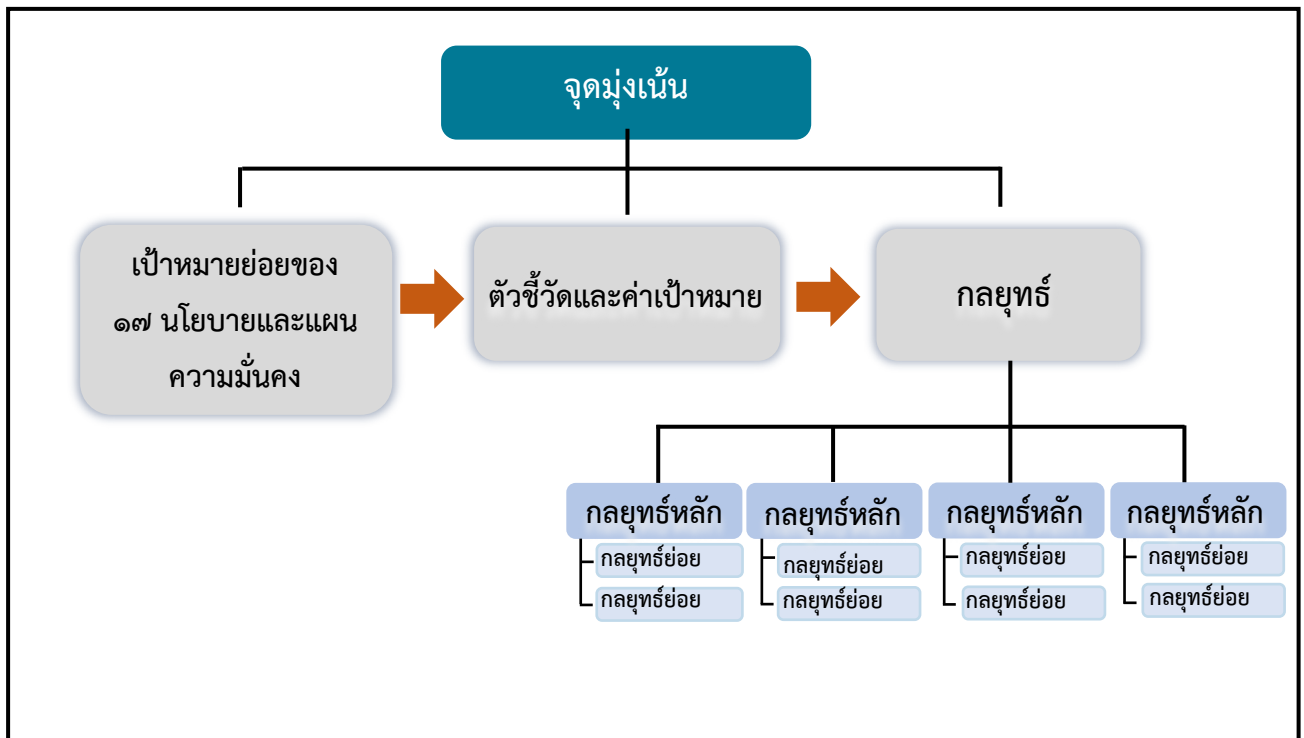 จุดมุ่งเน้น
เป้าหมายย่อยของ
๑๗ นโยบายและแผน
ความมั่นคง
ตัวชี้วัดและค่าเป้าหมาย
กลยุทธ์
กลยุทธ์หลัก
กลยุทธ์ย่อย
กลยุทธ์ย่อย
กลยุทธ์หลัก
กลยุทธ์ย่อย
กลยุทธ์ย่อย
กลยุทธ์หลัก
กลยุทธ์ย่อย
กลยุทธ์ย่อย
กลยุทธ์หลัก
กลยุทธ์ย่อย
กลยุทธ์ย่อย